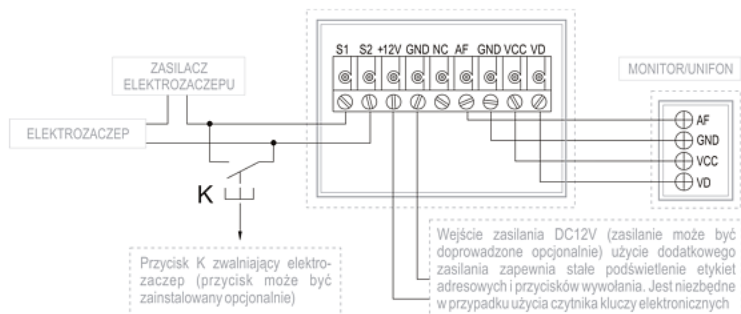 S1 S2 +12V GND NC AF GND VCC VD
ZASILACZ
ELEKTROZACZEPU
MONITOR/UNIFON
ELEKTROZACZEP
AF
GND
VCC
VD
K
Przycisk K zwalniający elektro-
zaczep (przycisk może być
zainstalowany opcjonalnie)
Wejście zasilania DC12V (zasilanie może być
doprowadzone opcjonalnie) użycie dodatkowego
zasilania zapewnia stałe podświetlenie etykiet
adresowych i przycisków wywołania. Jest niezbędne
w przypadku użycia czytnika kluczy elektronicznych